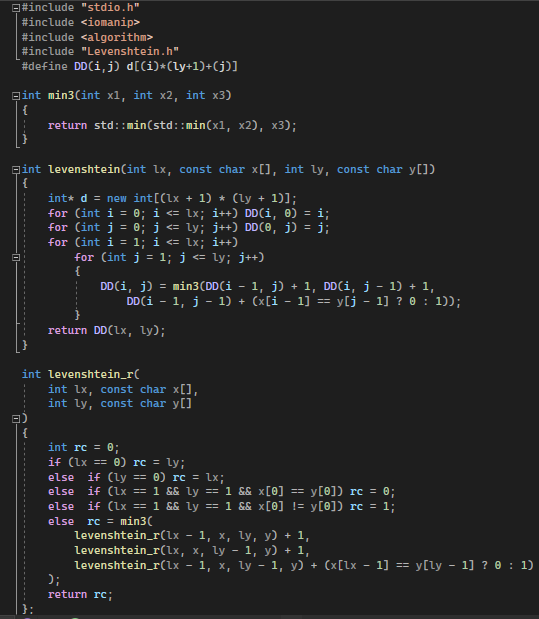 #include "stdio.h"
#include <iomanip>
#include <algorithm>
#include "Levenshtein.h"
#define DD(i,j) d[(i)*(ly+1)+(j)]
int min3(int x1, int x2, int x3)
{
return std::min(std::min(x1, x2), x3);
}
int levenshtein(int lx, const char x[], int ly, const char y[])
{
int* d = new int[(lx + 1) * (ly + 1)];
for (int i = 0; i <= lx; i++) DD(i, 0) = i;
for (int j = 0; j <= ly; j++) DD(0, j) = j;
for (int i = 1; i <= lx; i++)
for (int j = 1; j <= ly; j++)
{
DD(i, j) = min3(DD(i - 1, j) + 1, DD(i, j - 1) + 1,
DD(i - 1, j - 1) + (x[i - 1] == y[j - 1] ? 0 : 1));
}
return DD(lx, ly);
}
int levenshtein_r(
int lx, const char x[],
int ly, const char y[]
)
{
int rc = 0;
if (lx == 0) rc = ly;
else  if (ly == 0) rc = lx;
else  if (lx == 1 && ly == 1 && x[0] == y[0]) rc = 0;
else  if (lx == 1 && ly == 1 && x[0] != y[0]) rc = 1;
else  rc = min3(
levenshtein_r(lx - 1, x, ly, y) + 1,
levenshtein_r(lx, x, ly - 1, y) + 1,
levenshtein_r(lx - 1, x, ly - 1, y) + (x[lx - 1] == y[ly - 1] ? 0 : 1)
);
return rc;
};